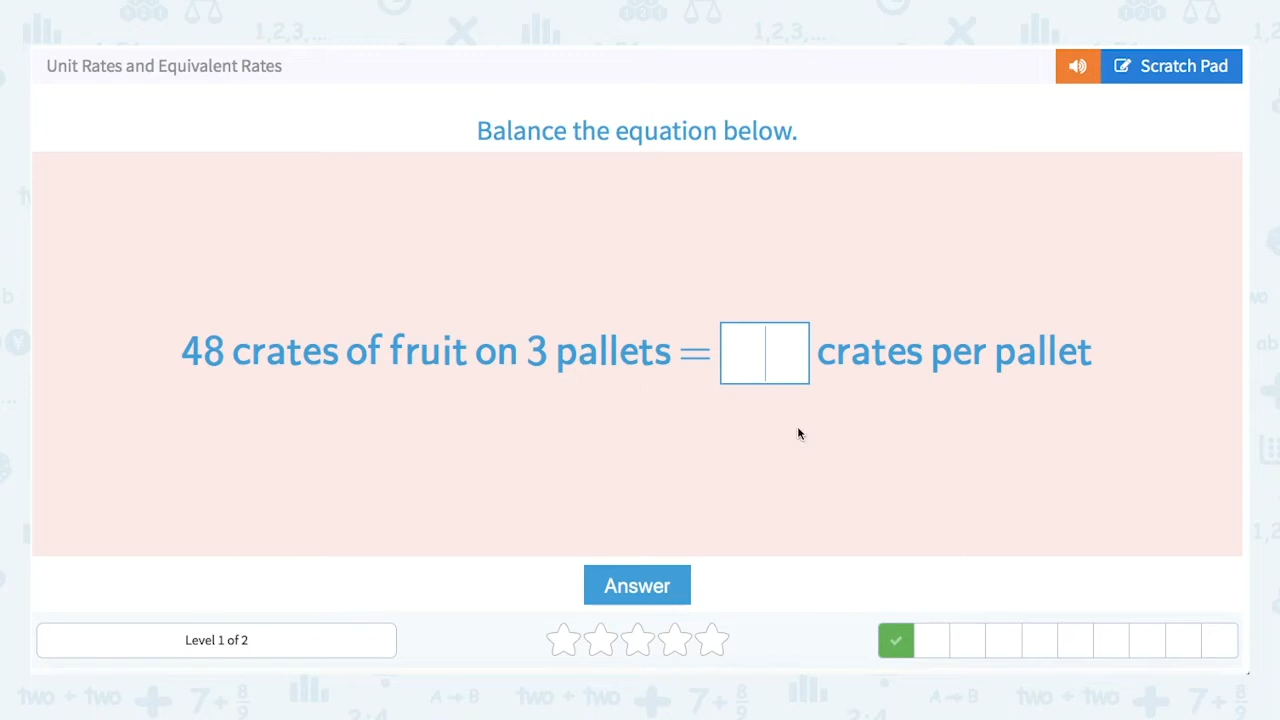 Unit Rates and Equivalent Rates
Scratch Pad
Balance the equation below.
48 crates of fruit on 3 pallets = crates per pallet
Answer
Level 1 of 2